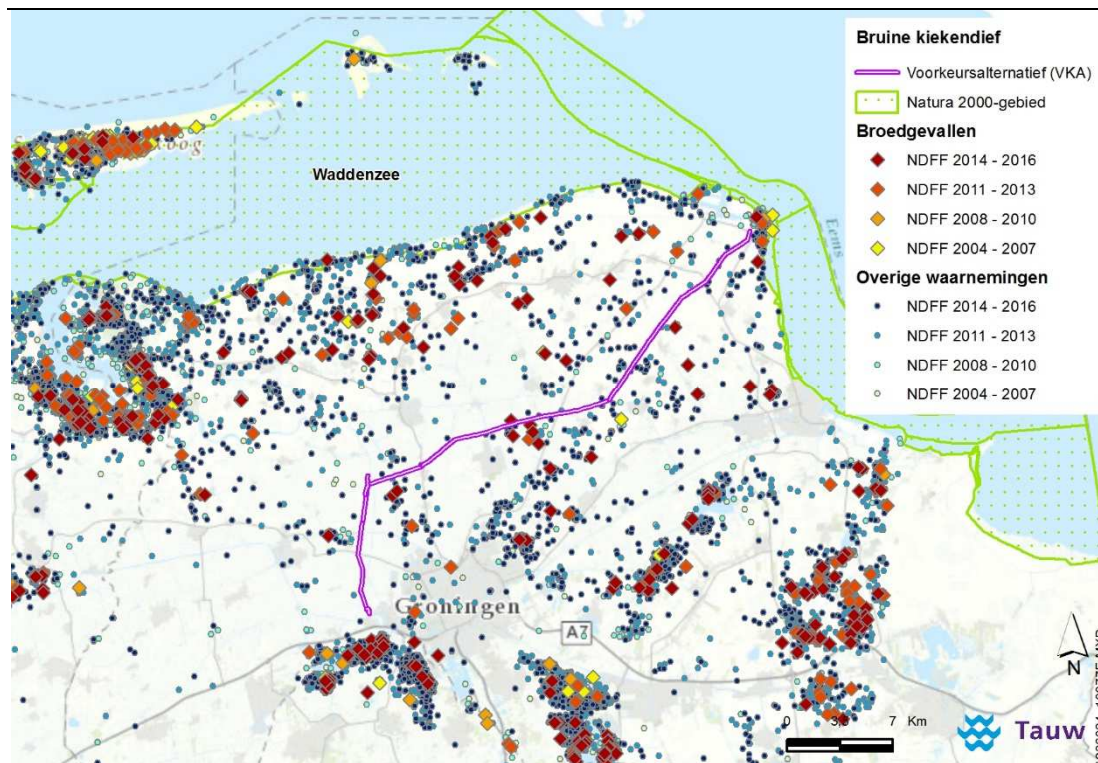 Bruine kiekendief
Voorkeursalternatief (VKA)
Natura 2000-gebied
Broedgevallen
NDFF 2014 - 2016
NDFF 2011 - 2013
NDFF 2008 - 2010
NDFF 2004 - 2007
Overige waarnemingen
NDFF 2014 - 2016
NDFF 2011 - 2013
NDFF 2008 - 2010
NDFF 2004 - 2007
Waddenzee
Eems
Groningen
A7
N
0 3,5 7 Km
Tauw